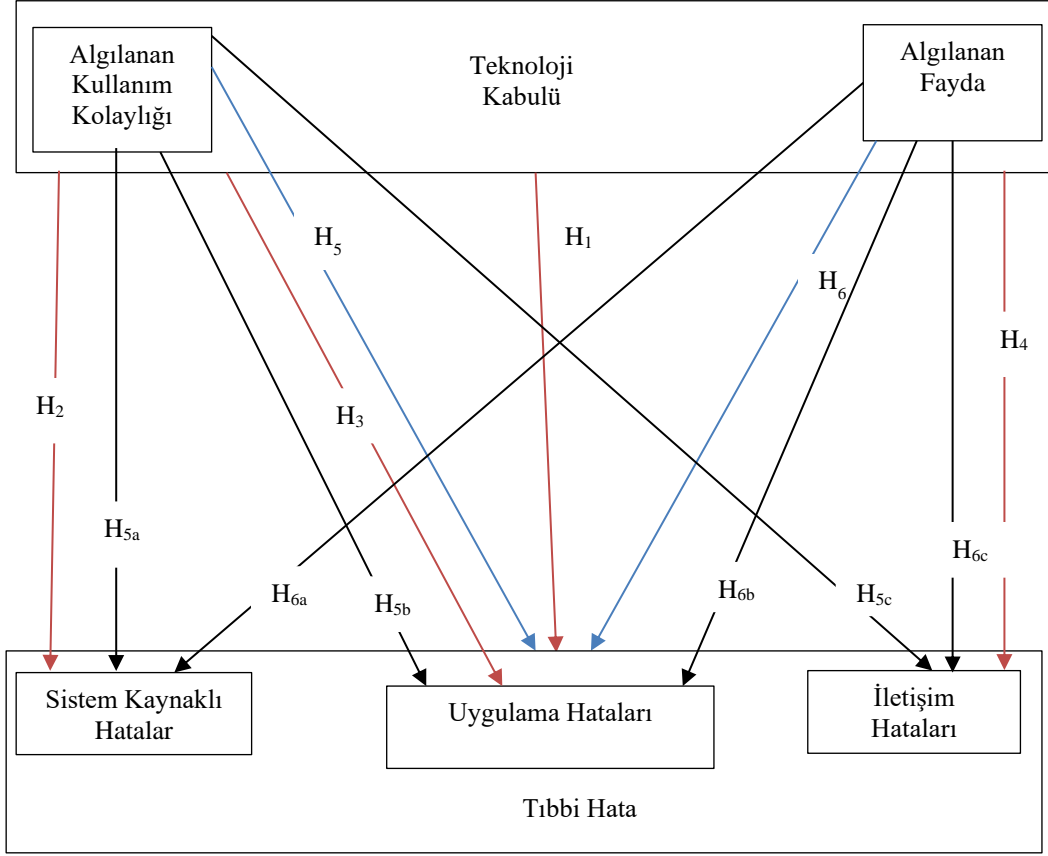 Algılanan
Kullanım
Kolaylığı
Teknoloji
Kabulü
Algılanan
Fayda
H5
H1
H6
H4
H2
H3
H5a
H6c
H6a
H5b
H6b
H5c
Sistem Kaynaklı
Hatalar
Uygulama Hataları
İletişim
Hataları
Tıbbi Hata